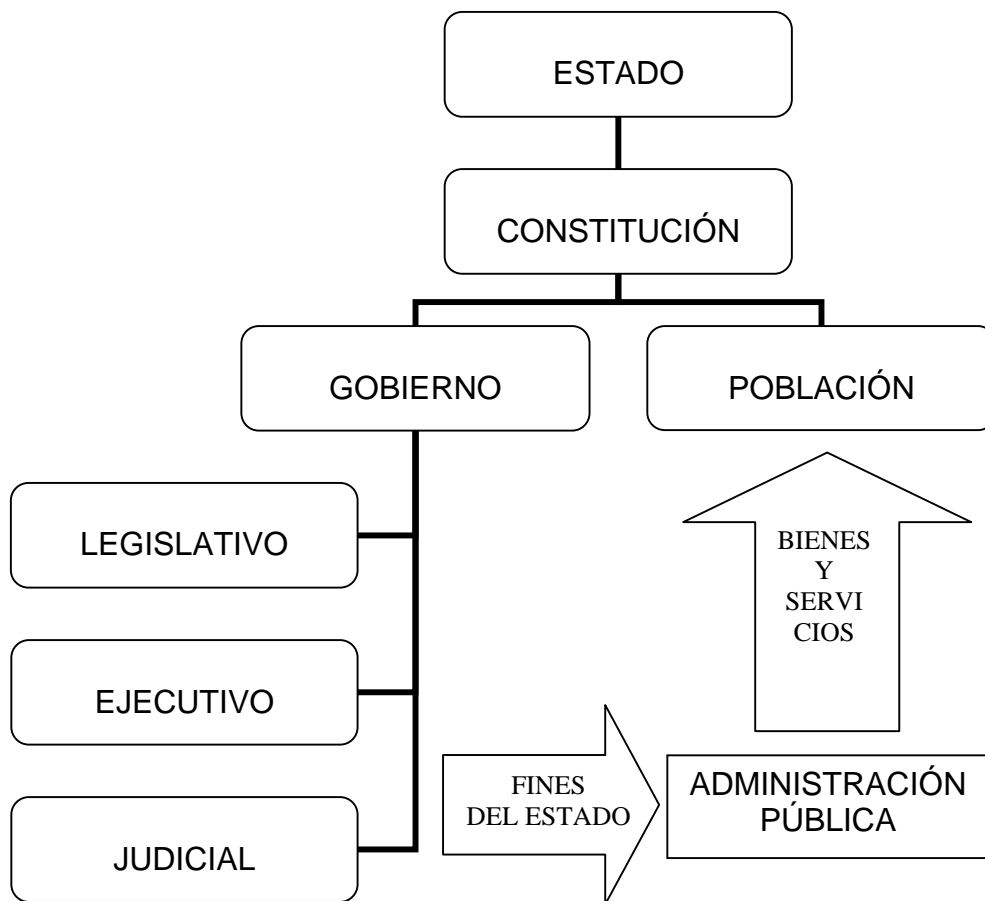 ESTADO
CONSTITUCIÓN
GOBIERNO
POBLACIÓN
LEGISLATIVO
EJECUTIVO
JUDICIAL
FINES
DEL ESTADO
ADMINISTRACIÓN
PÚBLICA
BIENES
Y
SERVI
CIOS